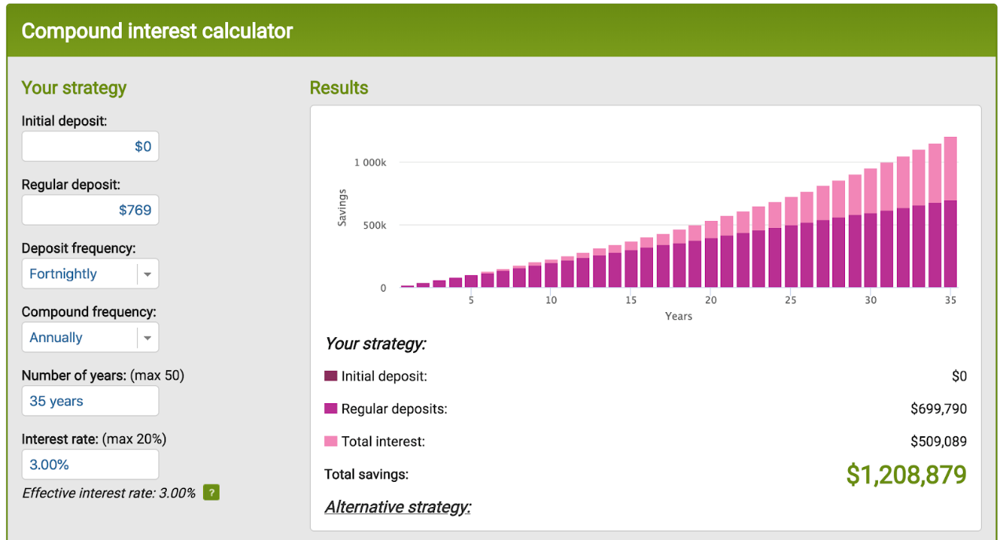 Compound interest calculator
Your strategy
Initial deposit:
$0
Regular deposit:
$769
Deposit frequency:
Fortnightly
Compound frequency:
Annually
Number of years: (max 50)
35 years
Interest rate: (max 20%)
3.00%
Effective interest rate: 3.00% ?
Results
Savings
1 000k
500k
0
5 10 15 20 25 30 35
Years
Your strategy:
Initial deposit: $0
Regular deposits: $699,790
Total interest: $509,089
Total savings: $1,208,879
Alternative strategy: